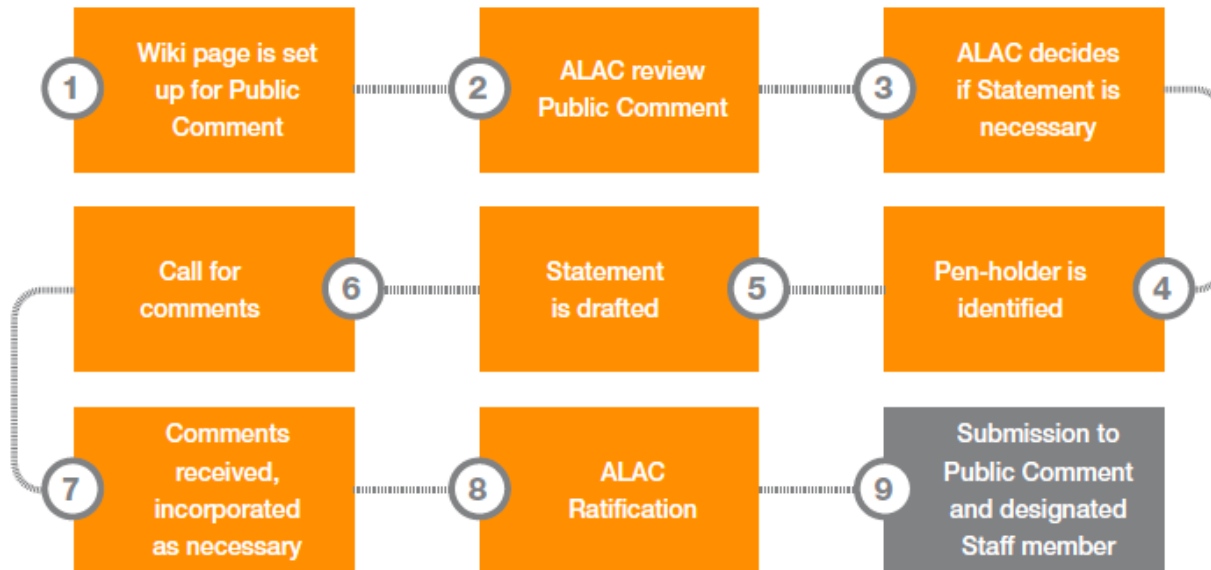 1
Wiki page is set
up for Public
Comment
2
ALAC review
Public Comment
3
ALAC decides
if Statement is
necessary
4
Pen-holder is
identified
5
Statement
is drafted
6
Call for
comments
7
Comments
received,
incorporated
as necessary
8
ALAC
Ratification
9
Submission to
Public Comment
and designated
Staff member